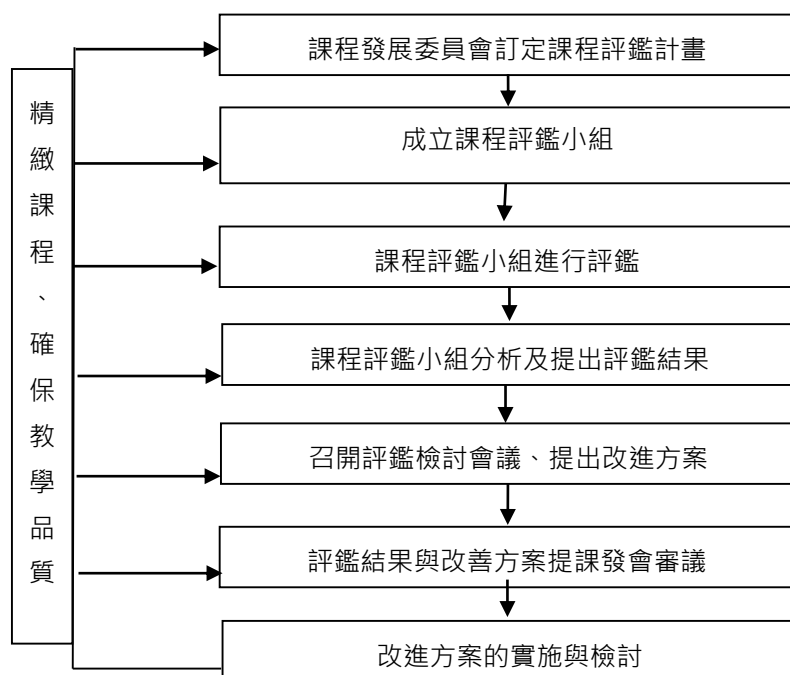 精緻課程、確保教學品質
課程發展委員會訂定課程評鑑計畫
成立課程評鑑小組
課程評鑑小組進行評鑑
課程評鑑小組分析及提出評鑑結果
召開評鑑檢討會議、提出改進方案
評鑑結果與改善方案提課發會審議
改進方案的實施與檢討